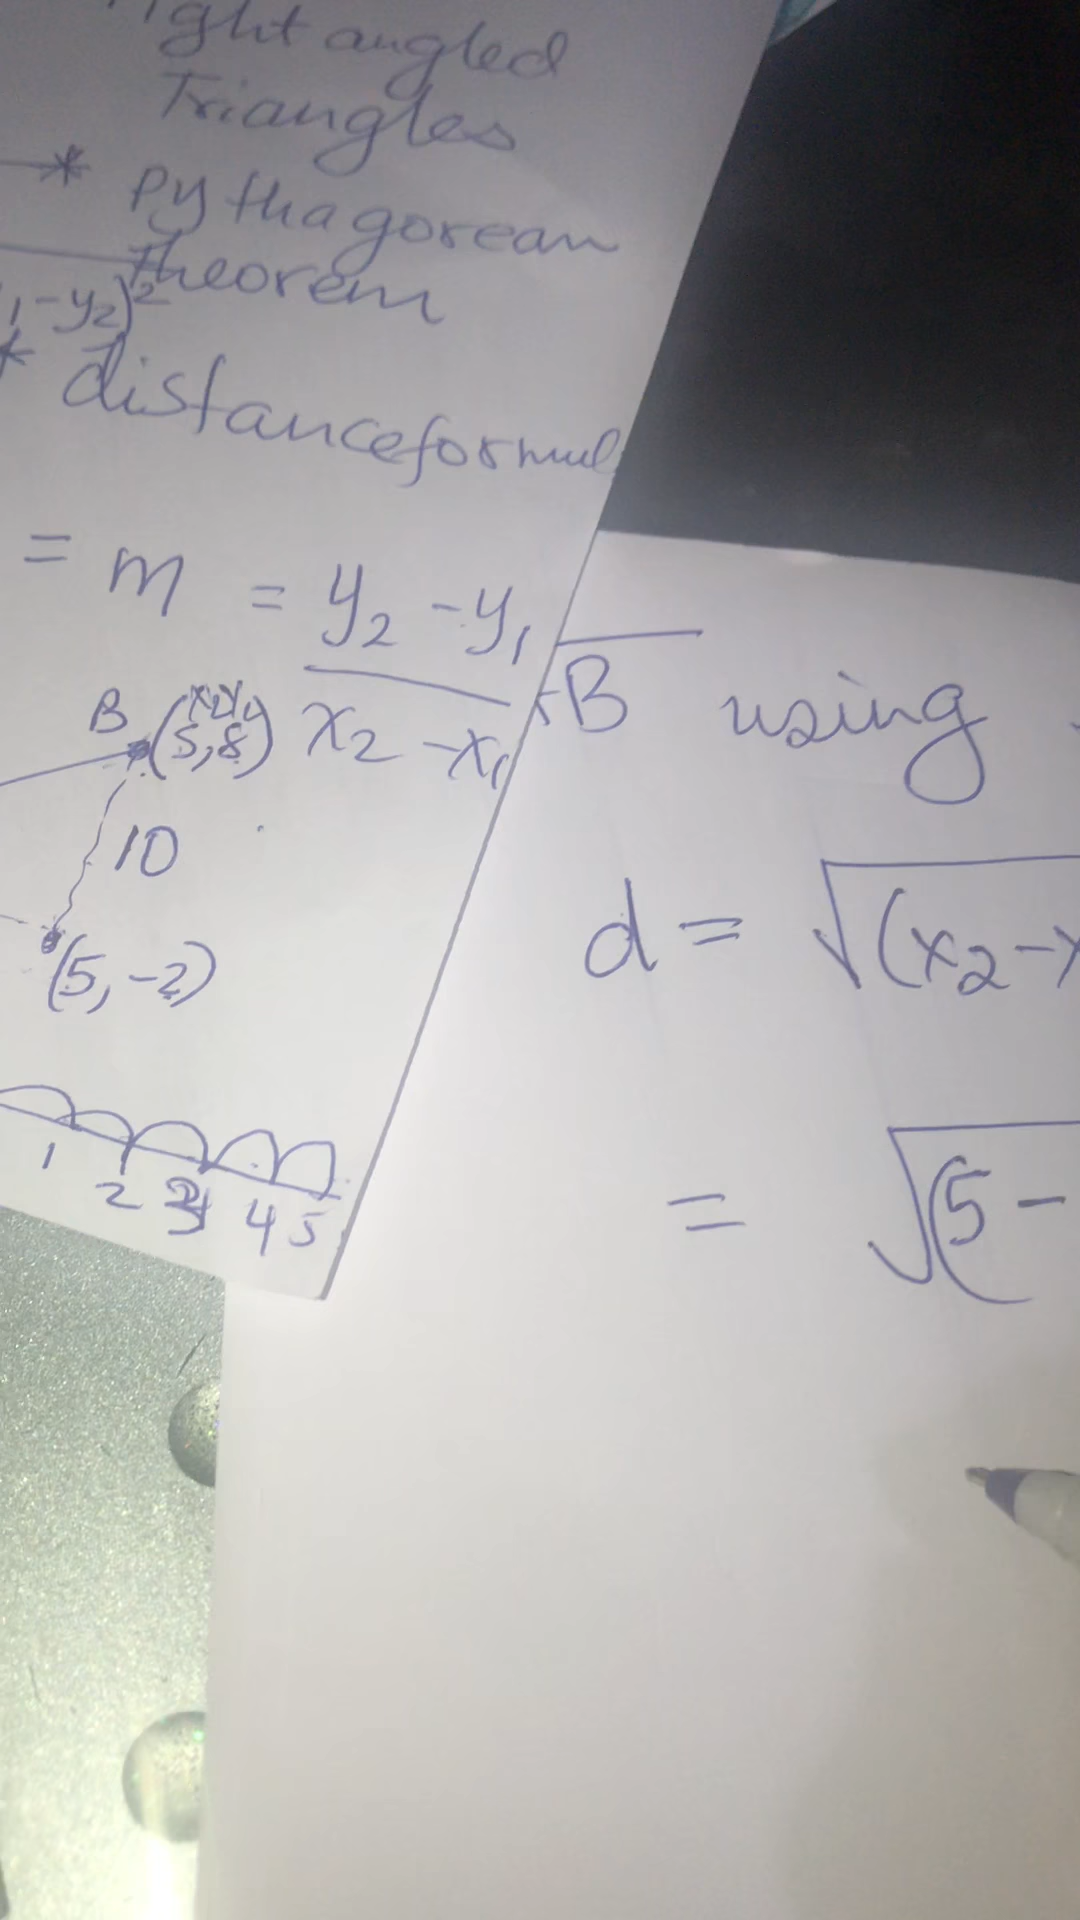 ght angled
Triangles
* Pythagorean
theorem
1-y2)²
* distanceformul
= m = y2 - y1
x2 - x1
B (5,8)
10
(5, -2)
1 2 3 4 5
B using
d = √(x2-x
= √(5 -